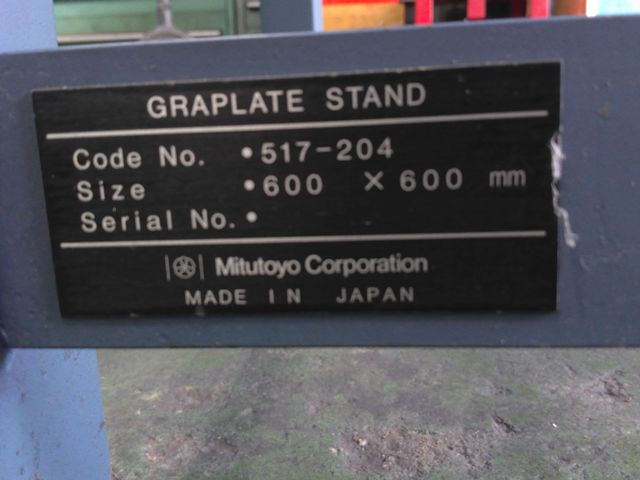 GRAPLATE STAND
Code No. •517-204
Size •600 × 600 mm
Serial No. •
Mitutoyo Corporation
MADE IN JAPAN